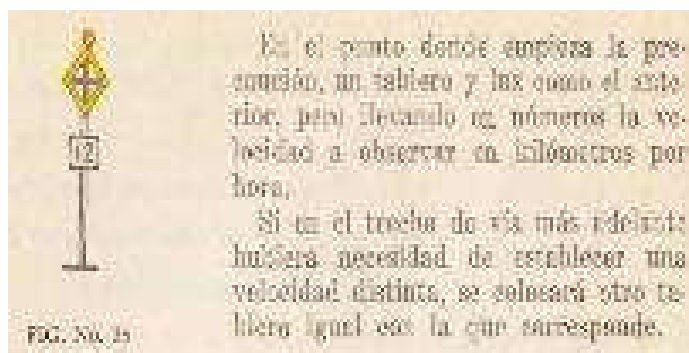 En el punto donde empieza la pre-
caución, un tablero y luz como el ante-
rior, pero llevando en números la ve-
locidad a observar en kilómetros por
hora.
Si en el trecho de vía más adelante
hubiera necesidad de establecer una
velocidad distinta, se colocará otro ta-
blero igual con la que corresponde.
12
FIG. No.